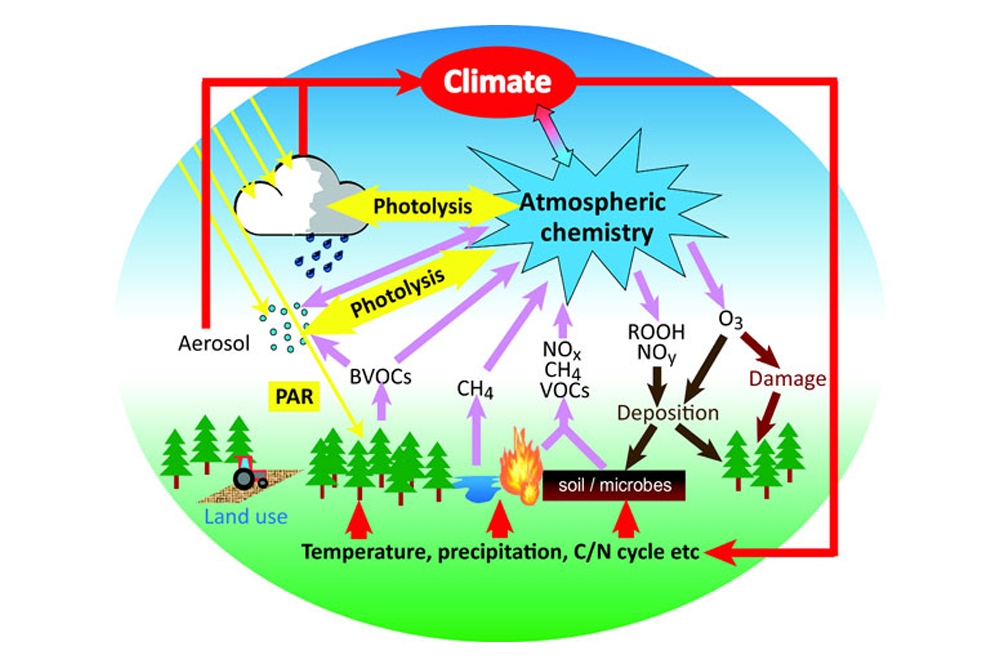 Climate
Photolysis
Atmospheric
chemistry
Photolysis
Aerosol
PAR
BVOCs
CH₄
NOₓ
CH₄
VOCs
ROOH
NOᵧ
O₃
Damage
Deposition
soil / microbes
Land use
Temperature, precipitation, C/N cycle etc